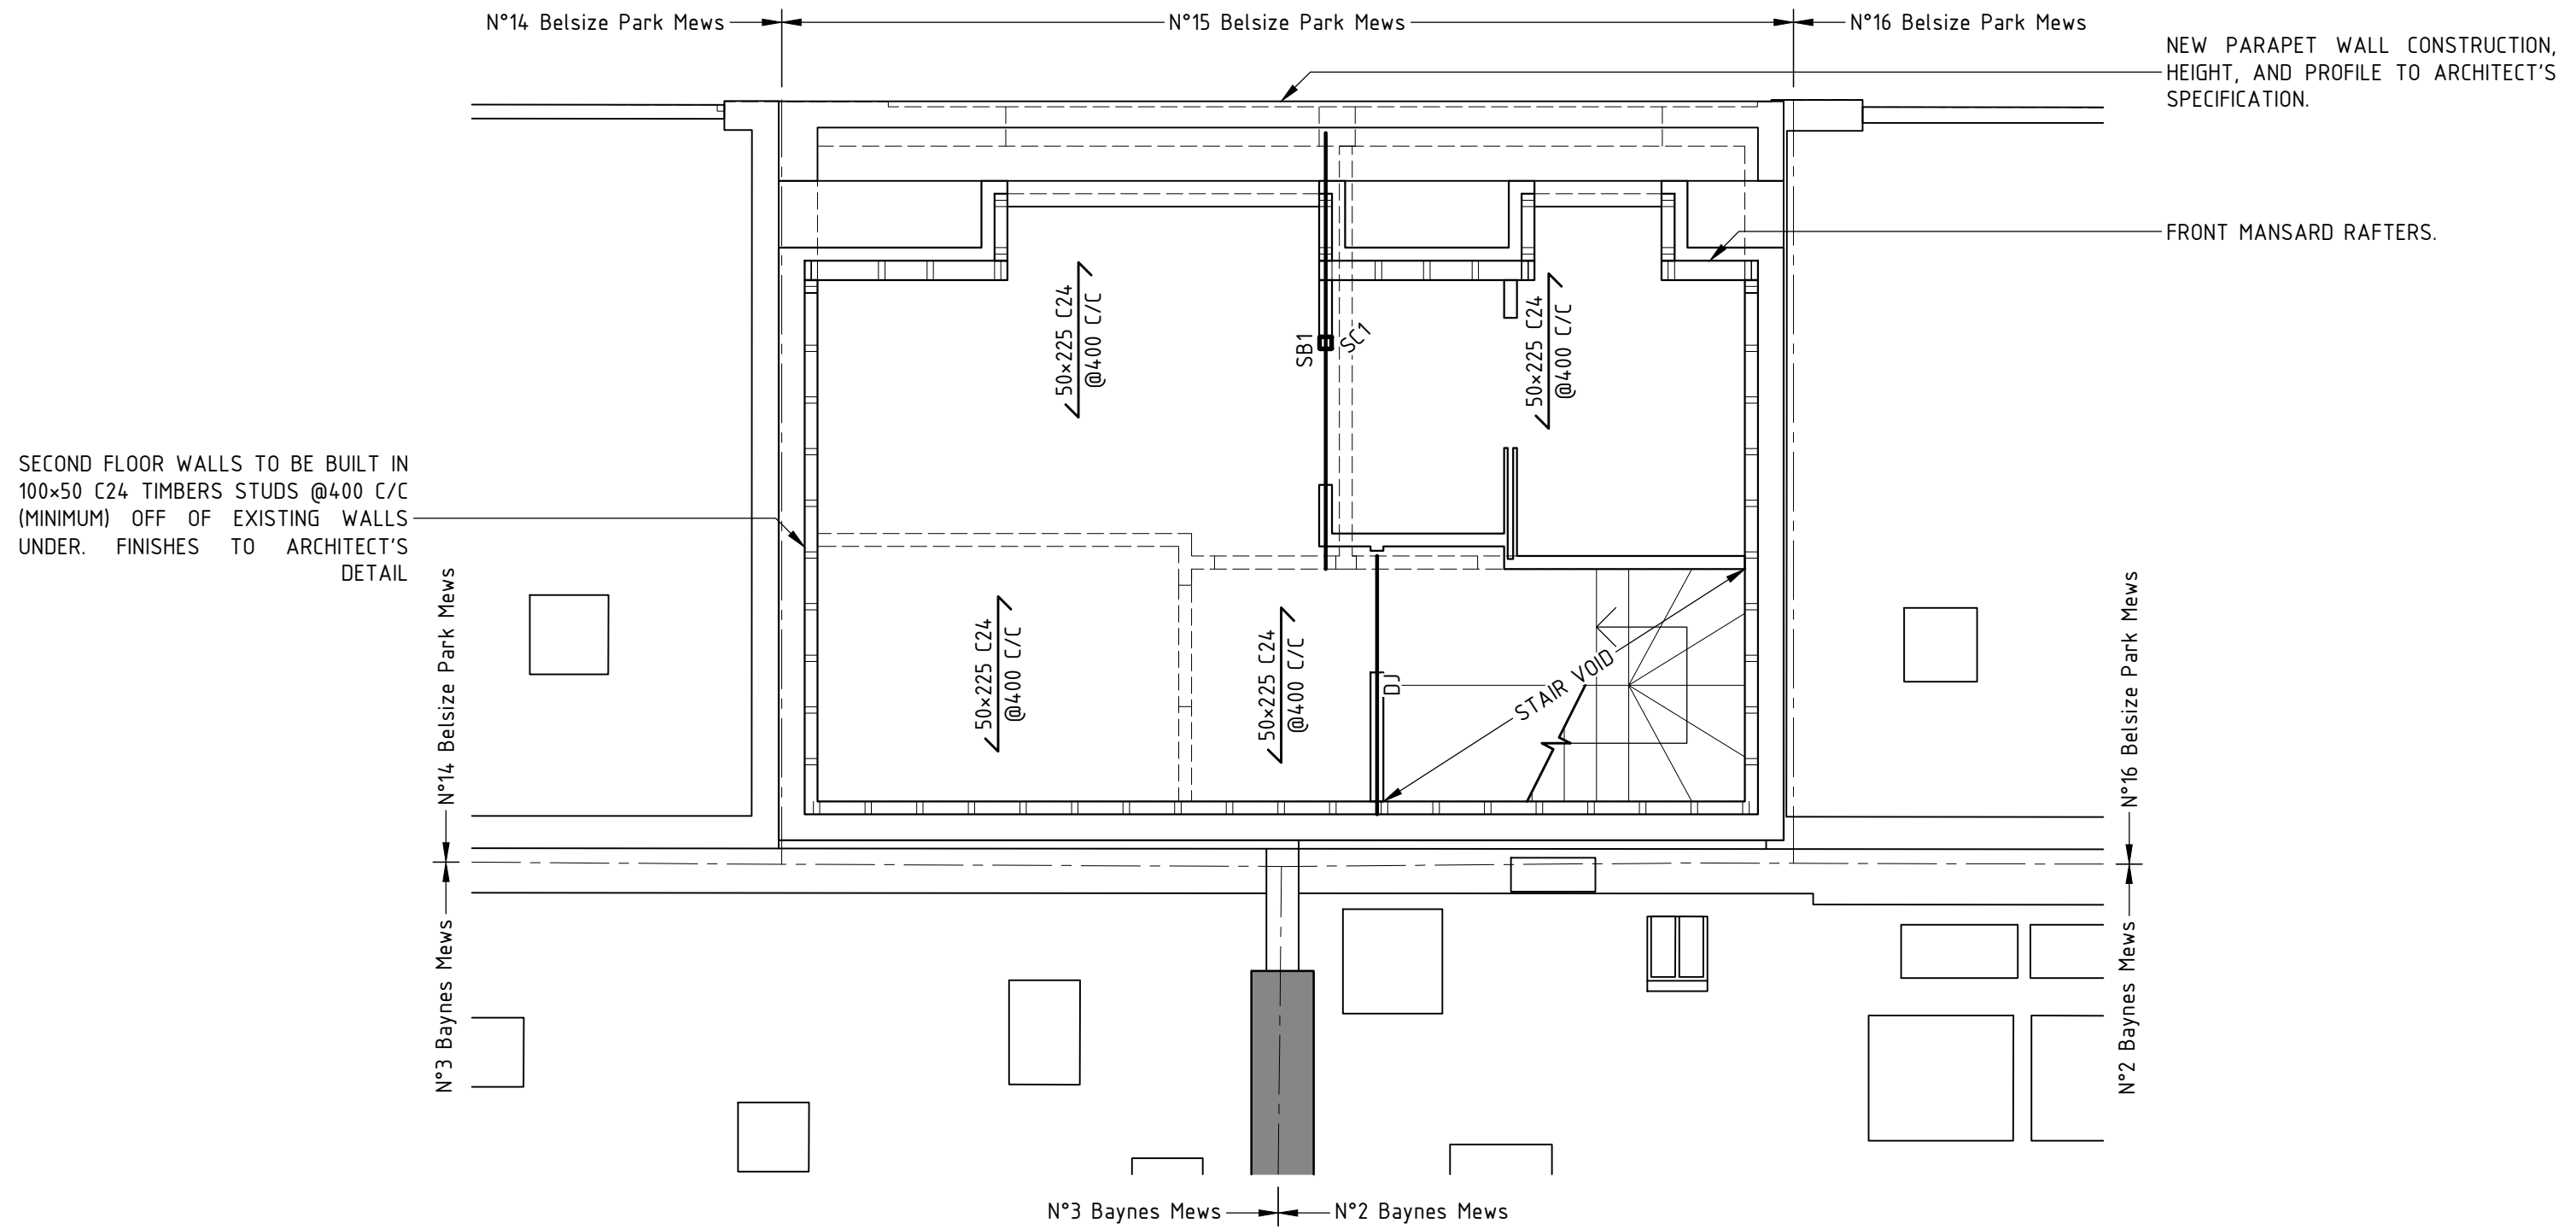 N°14 Belsize Park Mews
N°15 Belsize Park Mews
N°16 Belsize Park Mews
NEW PARAPET WALL CONSTRUCTION,
HEIGHT, AND PROFILE TO ARCHITECT'S
SPECIFICATION.
FRONT MANSARD RAFTERS.
50×225 C24
@400 C/C
SB1
SC1
50×225 C24
@400 C/C
SECOND FLOOR WALLS TO BE BUILT IN
100×50 C24 TIMBERS STUDS @400 C/C
(MINIMUM) OFF OF EXISTING WALLS
UNDER. FINISHES TO ARCHITECT'S
DETAIL
N°14 Belsize Park Mews
50×225 C24
@400 C/C
50×225 C24
@400 C/C
DJ
STAIR VOID
N°16 Belsize Park Mews
N°3 Baynes Mews
N°2 Baynes Mews
N°3 Baynes Mews
N°2 Baynes Mews